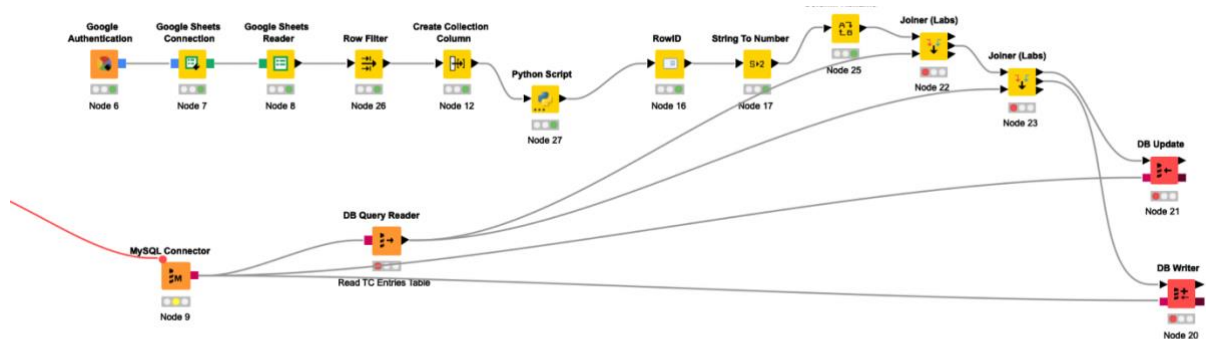 Google
Authentication
Node 6
Google Sheets
Connection
Node 7
Google Sheets
Reader
Node 8
Row Filter
Node 26
Create Collection
Column
Node 12
Python Script
Node 27
RowID
Node 16
String To Number
S▸2
Node 17
Node 25
Joiner (Labs)
Node 22
Joiner (Labs)
Node 23
DB Update
Node 21
DB Query Reader
Read TC Entries Table
MySQL Connector
M
Node 9
DB Writer
Node 20